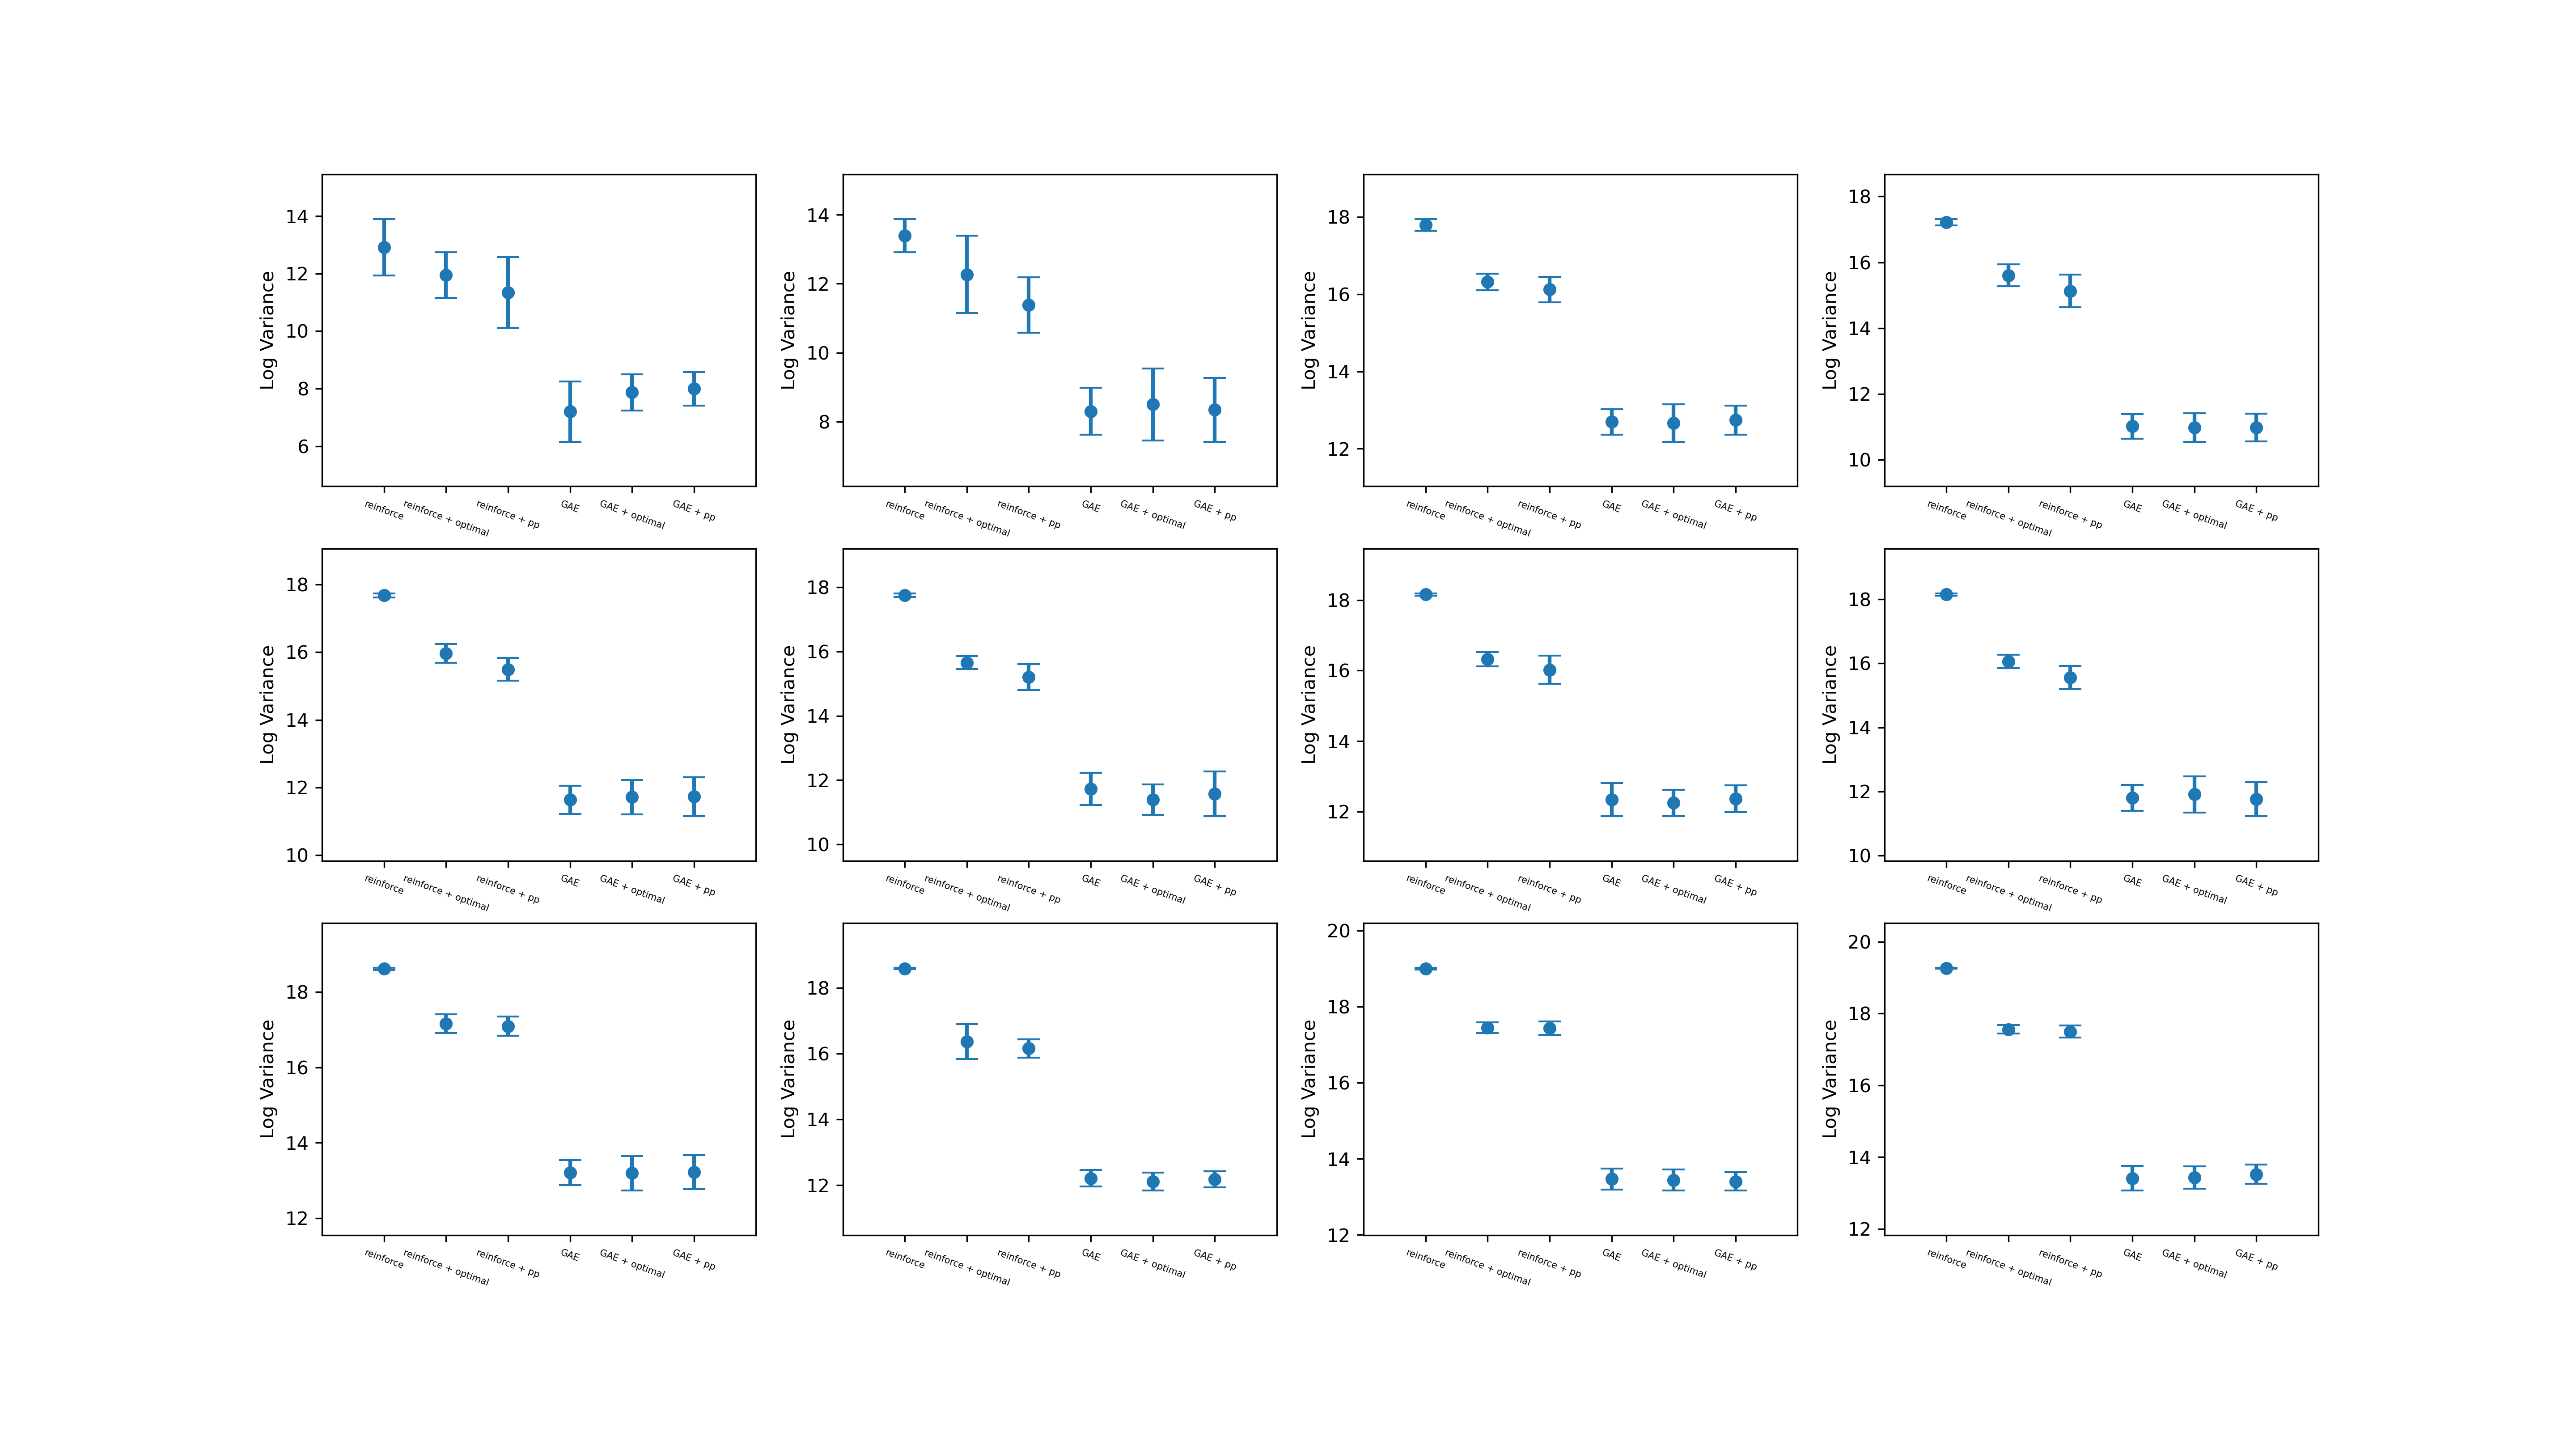 Log Variance
14
12
10
8
6
reinforce
reinforce + optimal
reinforce + pp
GAE
GAE + optimal
GAE + pp
Log Variance
14
12
10
8
reinforce
reinforce + optimal
reinforce + pp
GAE
GAE + optimal
GAE + pp
Log Variance
18
16
14
12
reinforce
reinforce + optimal
reinforce + pp
GAE
GAE + optimal
GAE + pp
Log Variance
18
16
14
12
10
reinforce
reinforce + optimal
reinforce + pp
GAE
GAE + optimal
GAE + pp
Log Variance
18
16
14
12
10
reinforce
reinforce + optimal
reinforce + pp
GAE
GAE + optimal
GAE + pp
Log Variance
18
16
14
12
10
reinforce
reinforce + optimal
reinforce + pp
GAE
GAE + optimal
GAE + pp
Log Variance
18
16
14
12
reinforce
reinforce + optimal
reinforce + pp
GAE
GAE + optimal
GAE + pp
Log Variance
18
16
14
12
10
reinforce
reinforce + optimal
reinforce + pp
GAE
GAE + optimal
GAE + pp
Log Variance
18
16
14
12
reinforce
reinforce + optimal
reinforce + pp
GAE
GAE + optimal
GAE + pp
Log Variance
18
16
14
12
reinforce
reinforce + optimal
reinforce + pp
GAE
GAE + optimal
GAE + pp
Log Variance
20
18
16
14
12
reinforce
reinforce + optimal
reinforce + pp
GAE
GAE + optimal
GAE + pp
Log Variance
20
18
16
14
12
reinforce
reinforce + optimal
reinforce + pp
GAE
GAE + optimal
GAE + pp